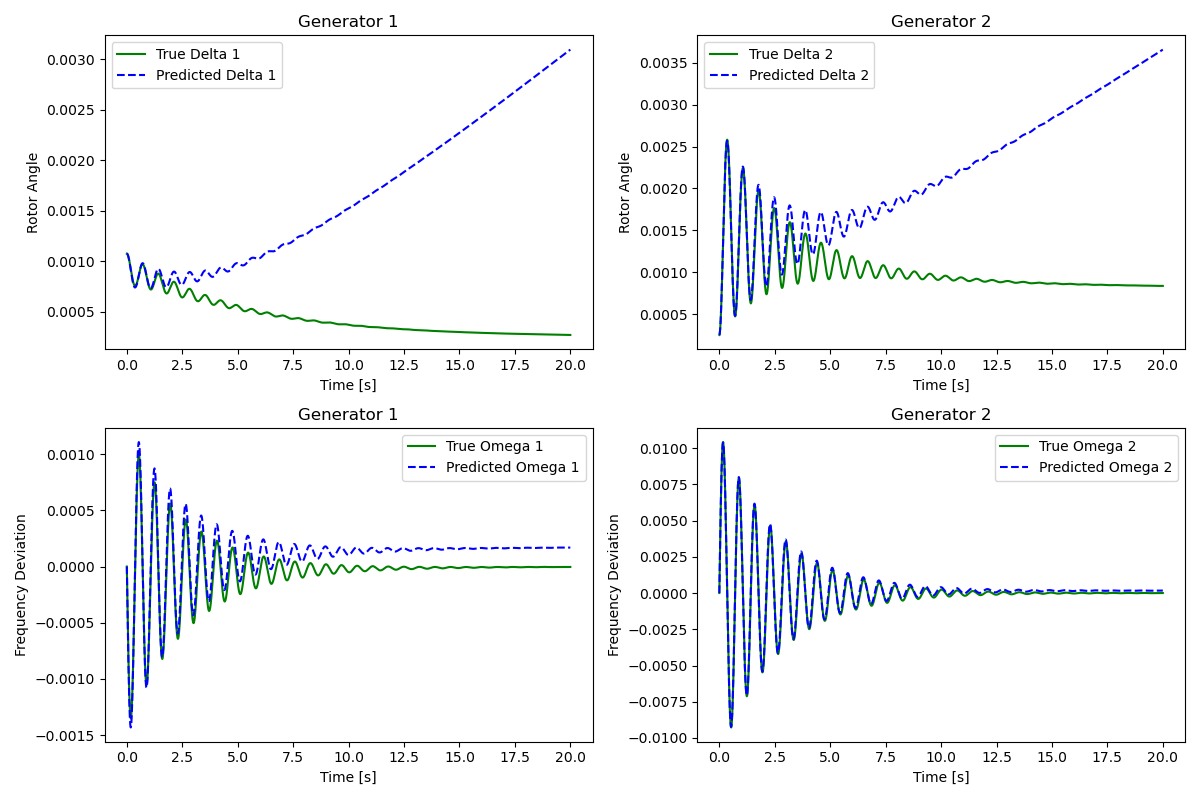 Generator 1
True Delta 1
Predicted Delta 1
0.0030
0.0025
0.0020
0.0015
0.0010
0.0005
Rotor Angle
0.0 2.5 5.0 7.5 10.0 12.5 15.0 17.5 20.0
Time [s]
Generator 2
True Delta 2
Predicted Delta 2
0.0035
0.0030
0.0025
0.0020
0.0015
0.0010
0.0005
Rotor Angle
0.0 2.5 5.0 7.5 10.0 12.5 15.0 17.5 20.0
Time [s]
Generator 1
True Omega 1
Predicted Omega 1
0.0010
0.0005
0.0000
−0.0005
−0.0010
−0.0015
Frequency Deviation
0.0 2.5 5.0 7.5 10.0 12.5 15.0 17.5 20.0
Time [s]
Generator 2
True Omega 2
Predicted Omega 2
0.0100
0.0075
0.0050
0.0025
0.0000
−0.0025
−0.0050
−0.0075
−0.0100
Frequency Deviation
0.0 2.5 5.0 7.5 10.0 12.5 15.0 17.5 20.0
Time [s]